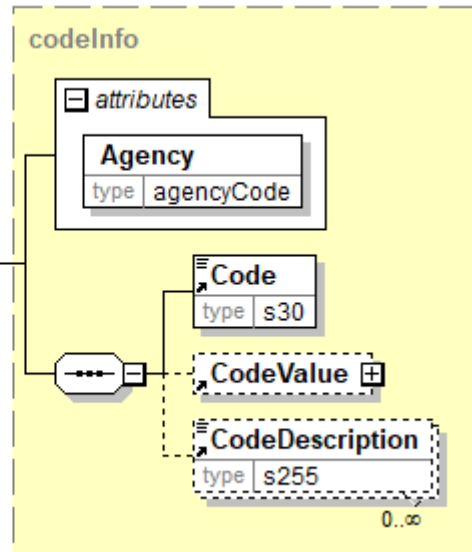 codeInfo
attributes
Agency
type agencyCode
Code
type s30
CodeValue
CodeDescription
type s255
0..∞